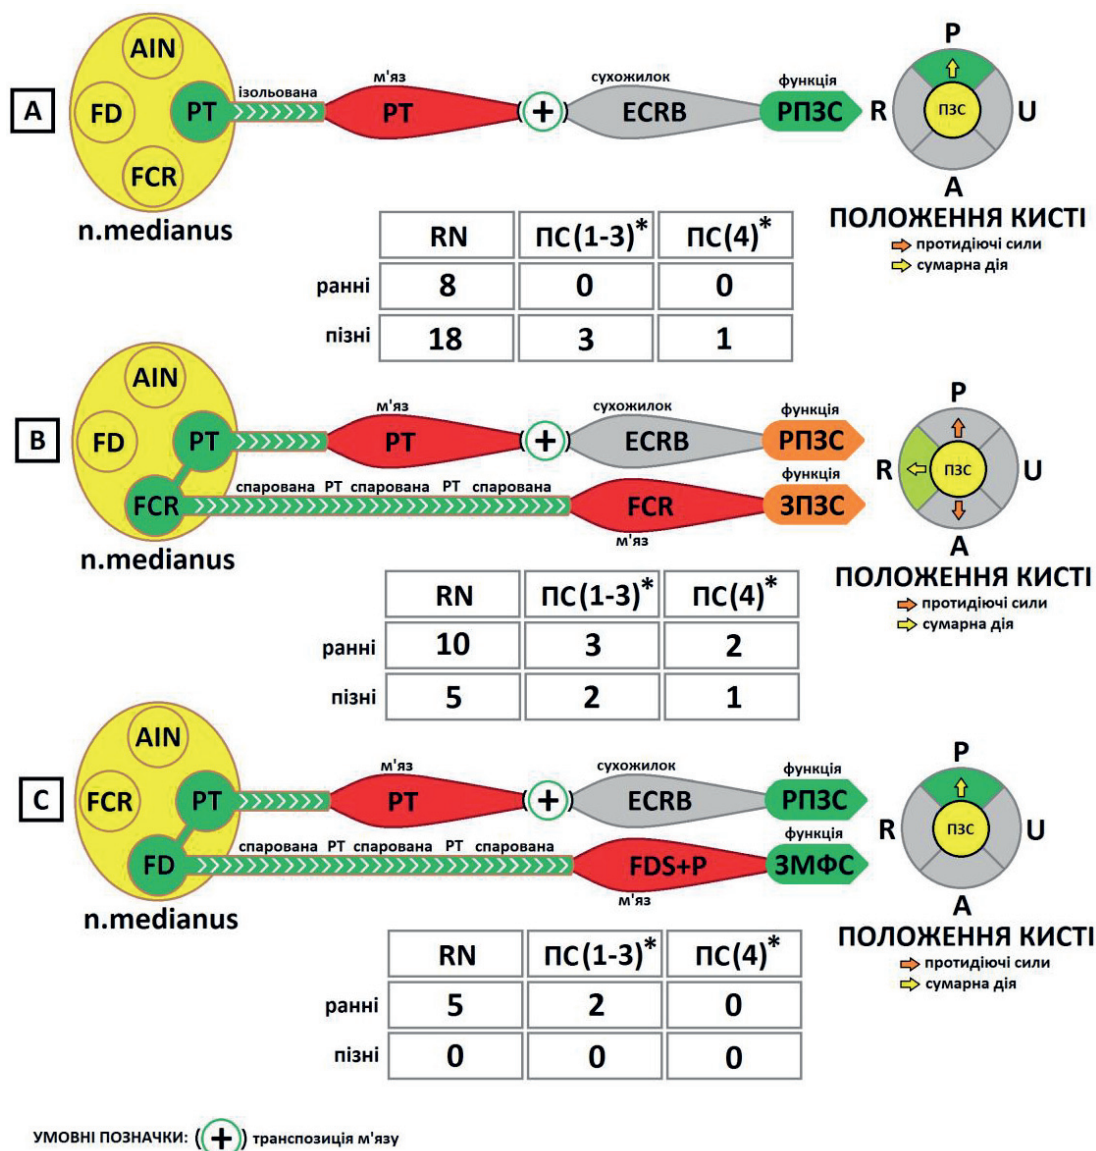 A
AIN
FD
PT
FCR
n.medianus
ізольована
м'яз
PT
(+)
сухожилок
ECRB
функція
РПЗС
P
R
ПЗС
U
A
ПОЛОЖЕННЯ КИСТІ
протидіючі сили
сумарна дія
RN ПС(1-3)* ПС(4)*
ранні 8 0 0
пізні 18 3 1
B
AIN
FD
PT
FCR
n.medianus
м'яз
PT
(+)
сухожилок
ECRB
функція
РПЗС
спарована PT спарована PT спарована
FCR
м'яз
функція
ЗПЗС
P
R
ПЗС
U
A
ПОЛОЖЕННЯ КИСТІ
протидіючі сили
сумарна дія
RN ПС(1-3)* ПС(4)*
ранні 10 3 2
пізні 5 2 1
C
AIN
FCR
PT
FD
n.medianus
м'яз
PT
(+)
сухожилок
ECRB
функція
РПЗС
спарована PT спарована PT спарована
FDS+P
м'яз
функція
ЗМФС
P
R
ПЗС
U
A
ПОЛОЖЕННЯ КИСТІ
протидіючі сили
сумарна дія
RN ПС(1-3)* ПС(4)*
ранні 5 2 0
пізні 0 0 0
УМОВНІ ПОЗНАЧКИ: (+) транспозиція м'язу